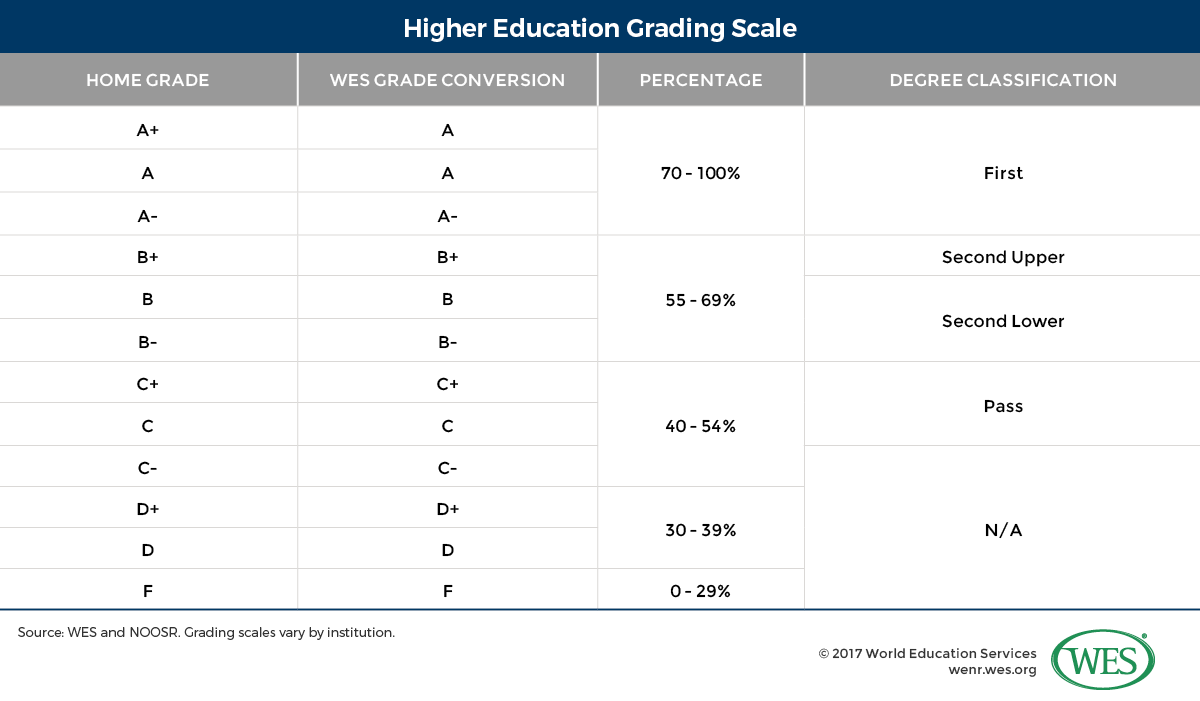 Higher Education Grading Scale
HOME GRADE WES GRADE CONVERSION PERCENTAGE DEGREE CLASSIFICATION
A+ A
A A 70 - 100% First
A- A-
B+ B+ Second Upper
B B 55 - 69%
Second Lower
B- B-
C+ C+
Pass
C C 40 - 54%
C- C-
D+ D+
30 - 39% N/A
D D
F F 0 - 29%
Source: WES and NOOSR. Grading scales vary by institution.
© 2017 World Education Services
wenr.wes.org
WES®